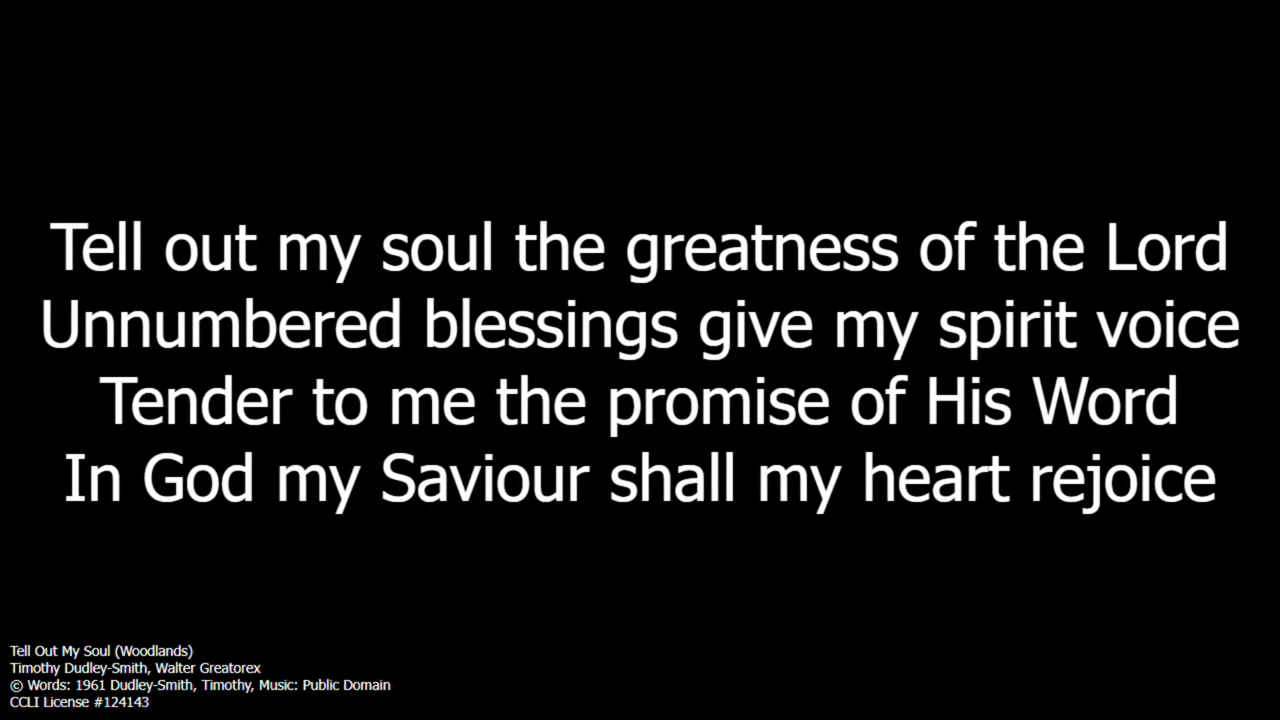 Tell out my soul the greatness of the Lord
Unnumbered blessings give my spirit voice
Tender to me the promise of His Word
In God my Saviour shall my heart rejoice
Tell Out My Soul (Woodlands)
Timothy Dudley-Smith, Walter Greatorex
© Words: 1961 Dudley-Smith, Timothy, Music: Public Domain
CCLI License #124143